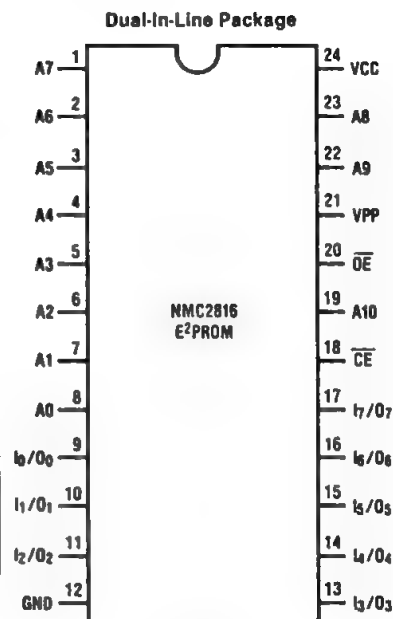 Dual-In-Line Package
A7 1
A6 2
A5 3
A4 4
A3 5
A2 6
A1 7
A0 8
I0/O0 9
I1/O1 10
I2/O2 11
GND 12
NMC2816
E²PROM
24 VCC
23 A8
22 A9
21 VPP
20 O̅E̅
19 A10
18 C̅E̅
17 I7/O7
16 I6/O6
15 I5/O5
14 I4/O4
13 I3/O3